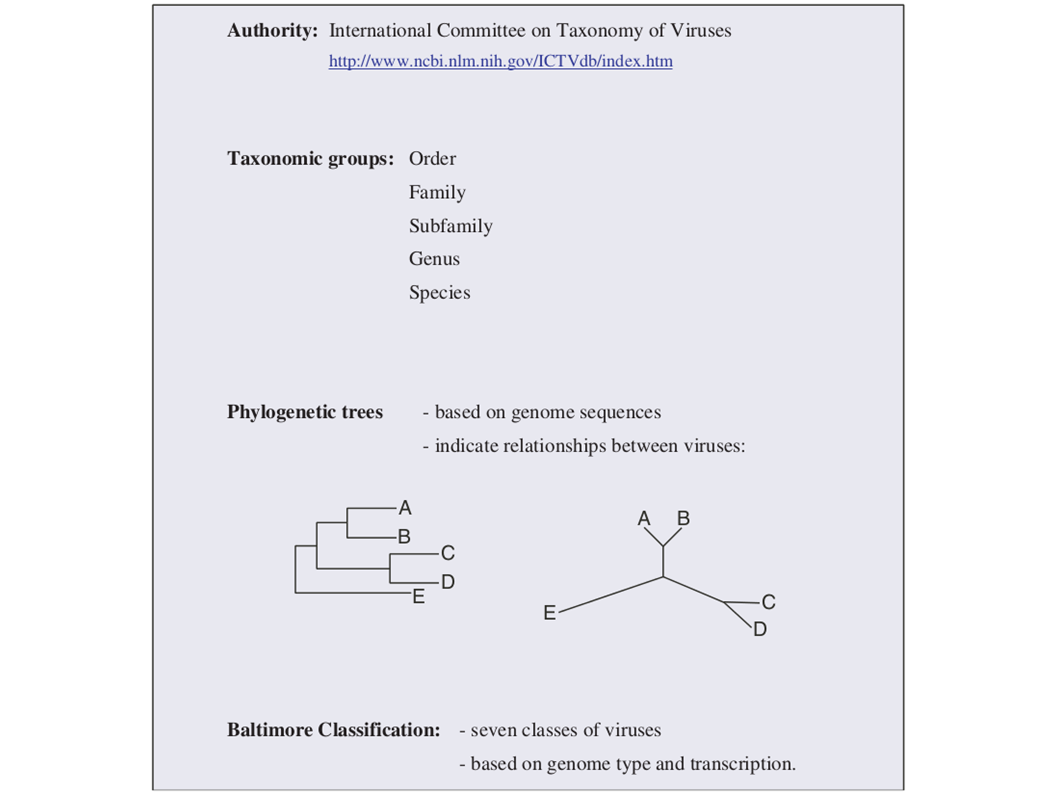 Authority: International Committee on Taxonomy of Viruses
http://www.ncbi.nlm.nih.gov/ICTVdb/index.htm
Taxonomic groups: Order
Family
Subfamily
Genus
Species
Phylogenetic trees - based on genome sequences
- indicate relationships between viruses:
A
B
C
D
E
A B
E
C
D
Baltimore Classification: - seven classes of viruses
- based on genome type and transcription.